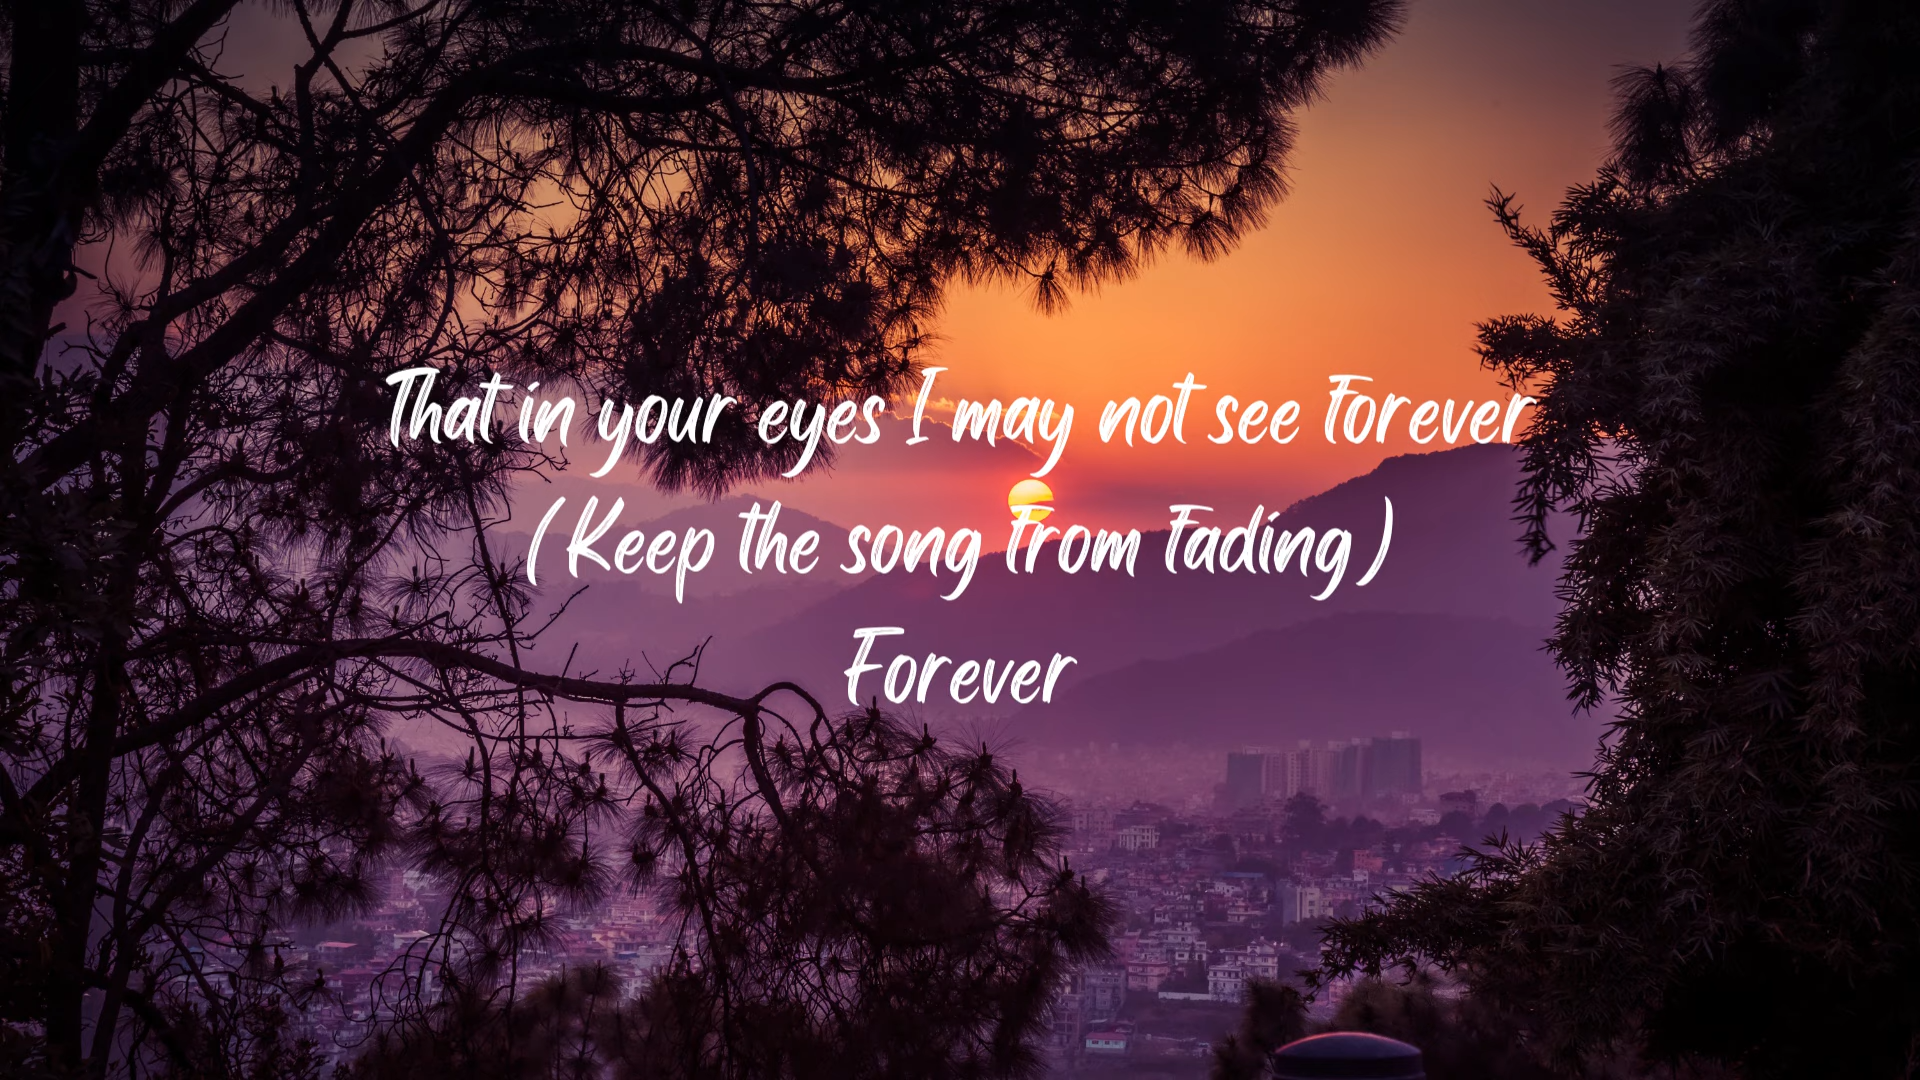 That in your eyes I may not see forever
(Keep the song from fading)
Forever